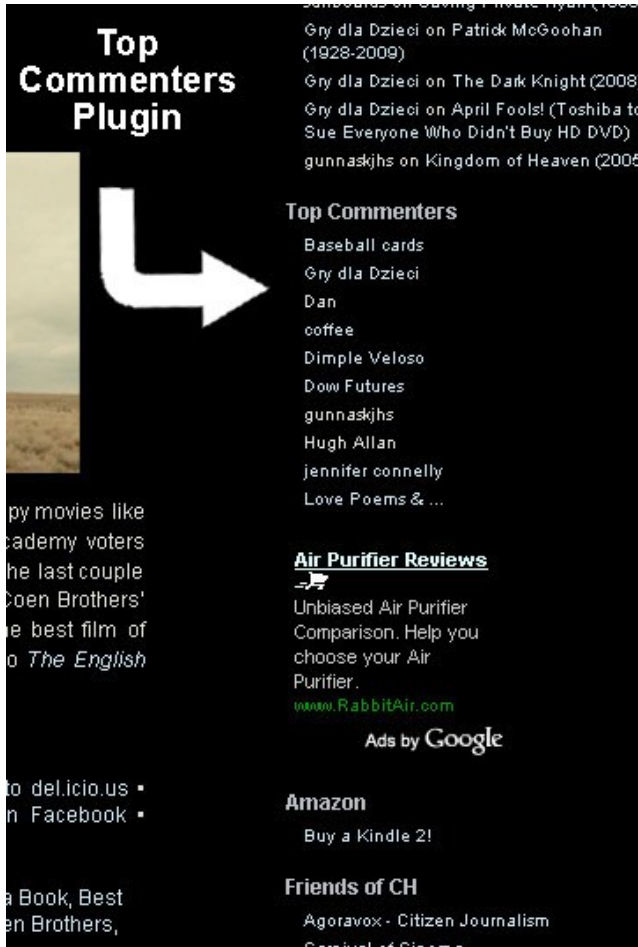 Top
Commenters
Plugin
Gry dla Dzieci on Patrick McGoohan
(1928-2009)
Gry dla Dzieci on The Dark Knight (2008
Gry dla Dzieci on April Fools! (Toshiba to
Sue Everyone Who Didn't Buy HD DVD)
gunnaskjhs on Kingdom of Heaven (2005
Top Commenters
Baseball cards
Gry dla Dzieci
Dan
coffee
Dimple Veloso
Dow Futures
gunnaskjhs
Hugh Allan
jennifer connelly
Love Poems & ...
py movies like
cademy voters
he last couple
Coen Brothers'
e best film of
o The English
Air Purifier Reviews
Unbiased Air Purifier
Comparison. Help you
choose your Air
Purifier.
www.RabbitAir.com
Ads by Google
to del.icio.us ▪
n Facebook ▪
a Book, Best
en Brothers,
Amazon
Buy a Kindle 2!
Friends of CH
Agoravox - Citizen Journalism